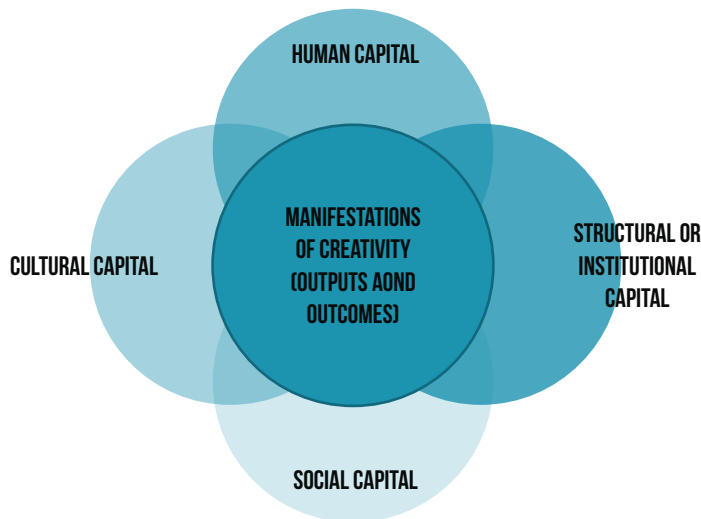 HUMAN CAPITAL
MANIFESTATIONS
OF CREATIVITY
(OUTPUTS AOND
OUTCOMES)
CULTURAL CAPITAL
STRUCTURAL OR
INSTITUTIONAL
CAPITAL
SOCIAL CAPITAL